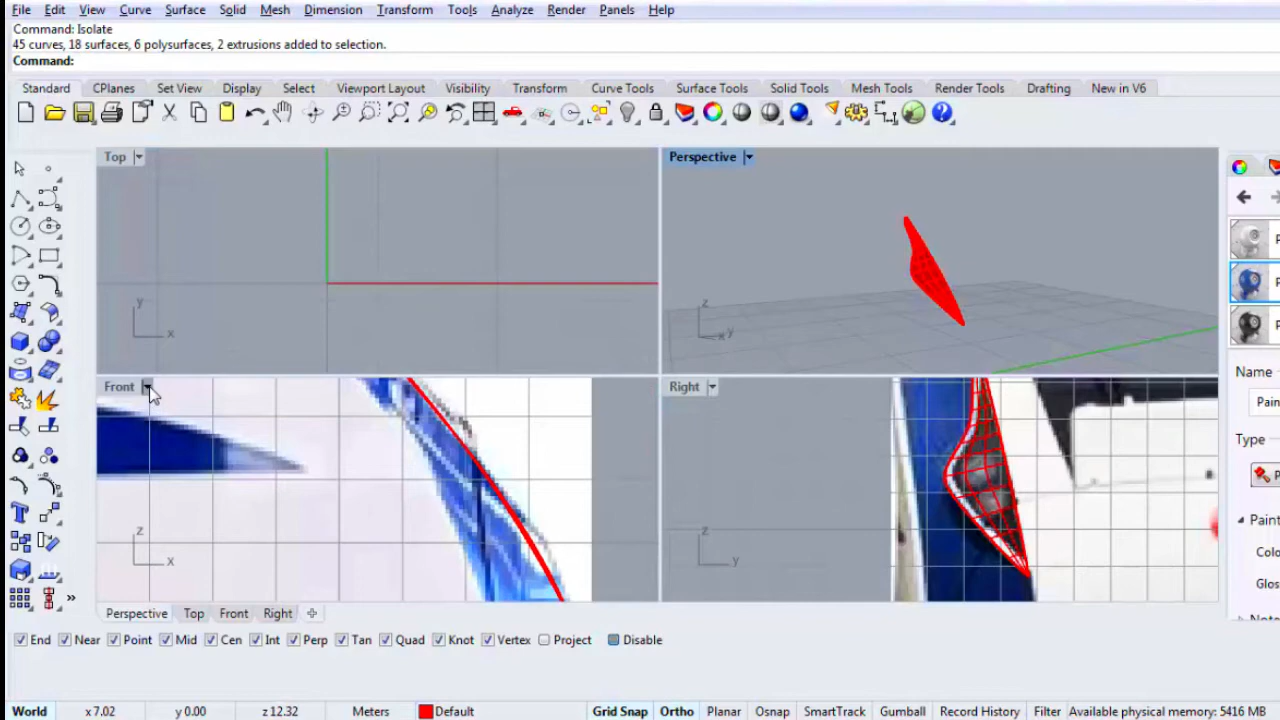 File Edit View Curve Surface Solid Mesh Dimension Transform Tools Analyze Render Panels Help
Command: Isolate
45 curves, 18 surfaces, 6 polysurfaces, 2 extrusions added to selection.
Command:
Standard CPlanes Set View Display Select Viewport Layout Visibility Transform Curve Tools Surface Tools Solid Tools Mesh Tools Render Tools Drafting New in V6
Top
Perspective
y
x
z
x y
Front
Right
z
x
z
y
P
P
P
Name
Pain
Type
P
Paint
Colo
Glos
Perspective Top Front Right
End Near Point Mid Cen Int Perp Tan Quad Knot Vertex Project Disable
World x 7.02 y 0.00 z 12.32 Meters Default Grid Snap Ortho Planar Osnap SmartTrack Gumball Record History Filter Available physical memory: 5416 MB